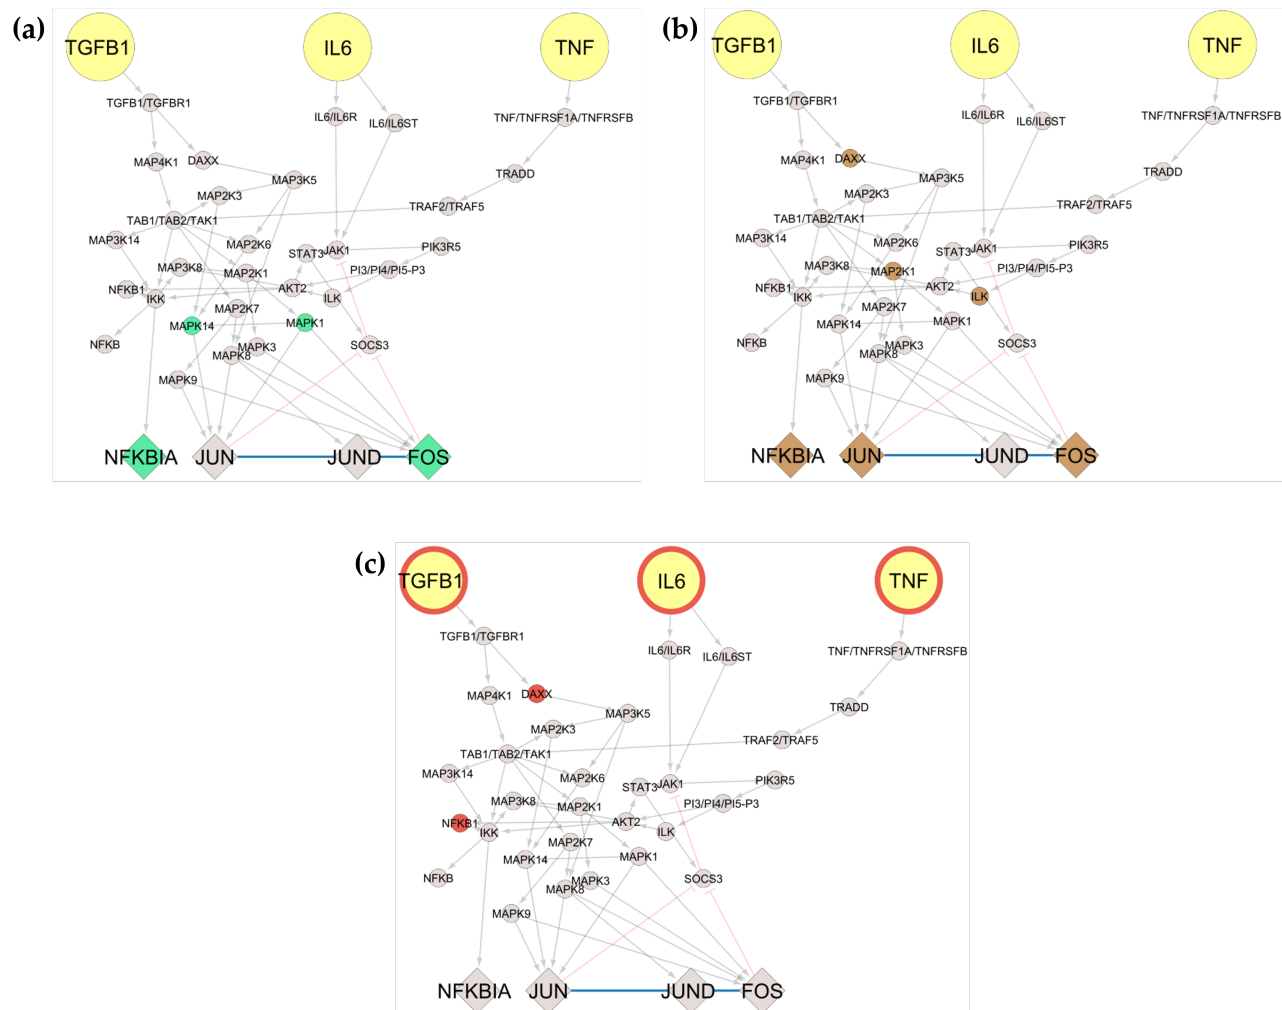 (a)
TGFB1 IL6 TNF
TGFB1/TGFBR1
IL6/IL6R
IL6/IL6ST
TNF/TNFRSF1A/TNFRSFB
MAP4K1
DAXX
MAP3K5
TRADD
MAP2K3
TRAF2/TRAF5
TAB1/TAB2/TAK1
MAP3K14
MAP2K6
STAT3
JAK1
PIK3R5
MAP3K8
MAP2K1
PI3/PI4/PI5-P3
NFKB1
IKK
AKT2
ILK
MAP2K7
MAPK14
MAPK1
NFKB
MAPK3
MAPK8
SOCS3
MAPK9
NFKBIA JUN JUND FOS
(b)
TGFB1 IL6 TNF
TGFB1/TGFBR1
IL6/IL6R
IL6/IL6ST
TNF/TNFRSF1A/TNFRSFB
MAP4K1
DAXX
MAP3K5
TRADD
MAP2K3
TRAF2/TRAF5
TAB1/TAB2/TAK1
MAP3K14
MAP2K6
STAT3
JAK1
PIK3R5
MAP3K8
MAP2K1
PI3/PI4/PI5-P3
NFKB1
IKK
AKT2
ILK
MAP2K7
MAPK14
MAPK1
NFKB
MAPK3
MAPK8
SOCS3
MAPK9
NFKBIA JUN JUND FOS
(c)
TGFB1 IL6 TNF
TGFB1/TGFBR1
IL6/IL6R
IL6/IL6ST
TNF/TNFRSF1A/TNFRSFB
MAP4K1
DAXX
MAP3K5
TRADD
MAP2K3
TRAF2/TRAF5
TAB1/TAB2/TAK1
MAP3K14
MAP2K6
STAT3
JAK1
PIK3R5
MAP3K8
MAP2K1
PI3/PI4/PI5-P3
NFKB1
IKK
AKT2
ILK
MAP2K7
MAPK14
MAPK1
NFKB
MAPK3
MAPK8
SOCS3
MAPK9
NFKBIA JUN JUND FOS